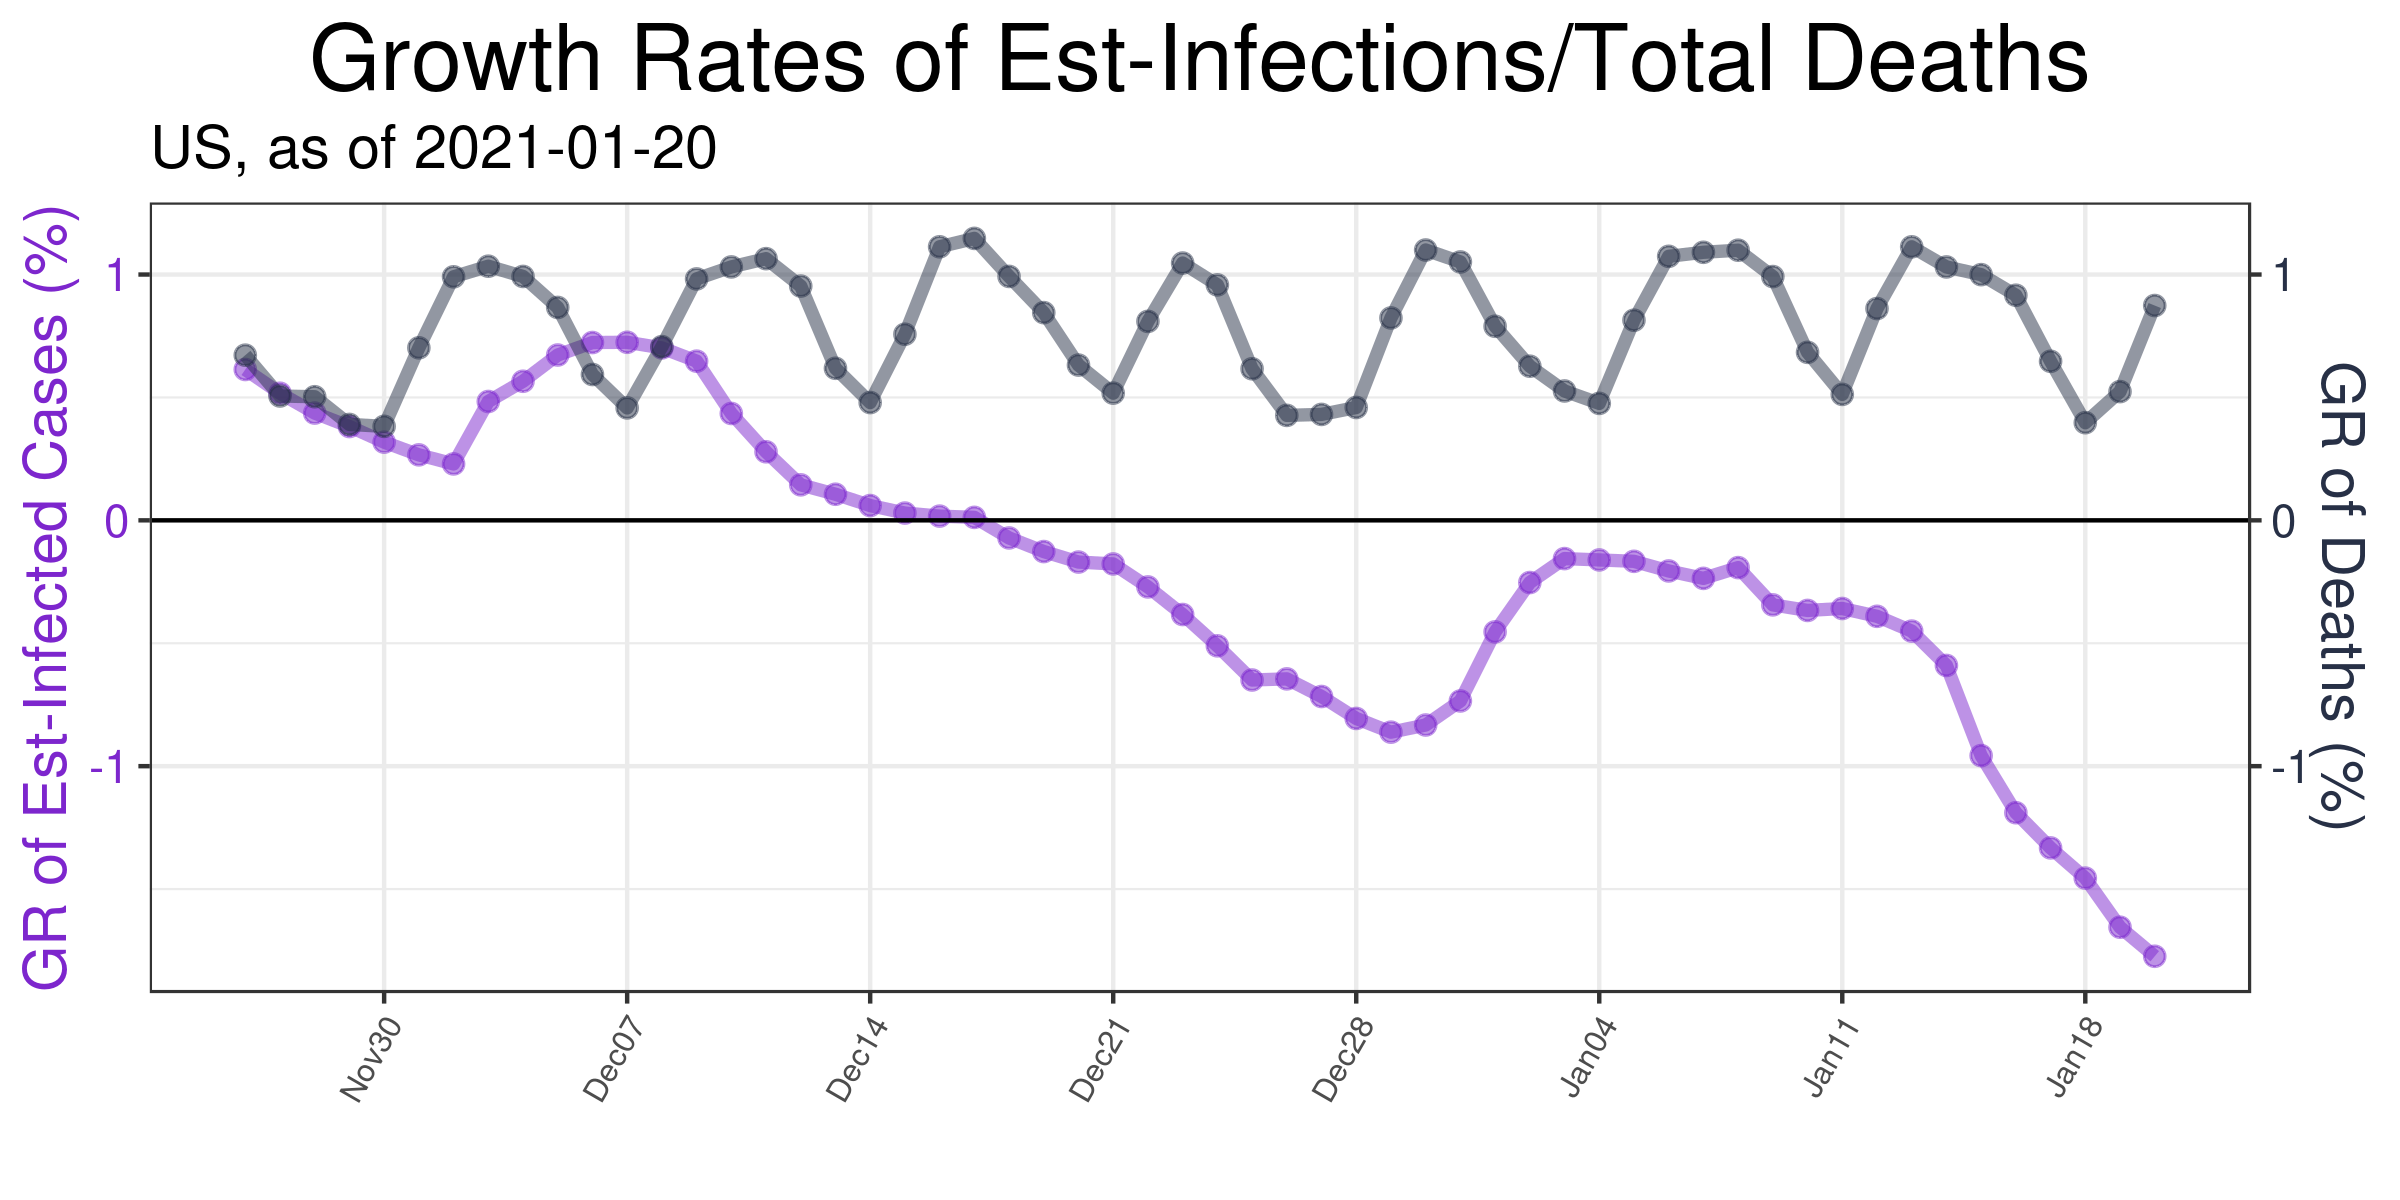 Growth Rates of Est-Infections/Total Deaths
US, as of 2021-01-20
GR of Est-Infected Cases (%)
1
0
-1
1
0
-1
GR of Deaths (%)
Nov30
Dec07
Dec14
Dec21
Dec28
Jan04
Jan11
Jan18